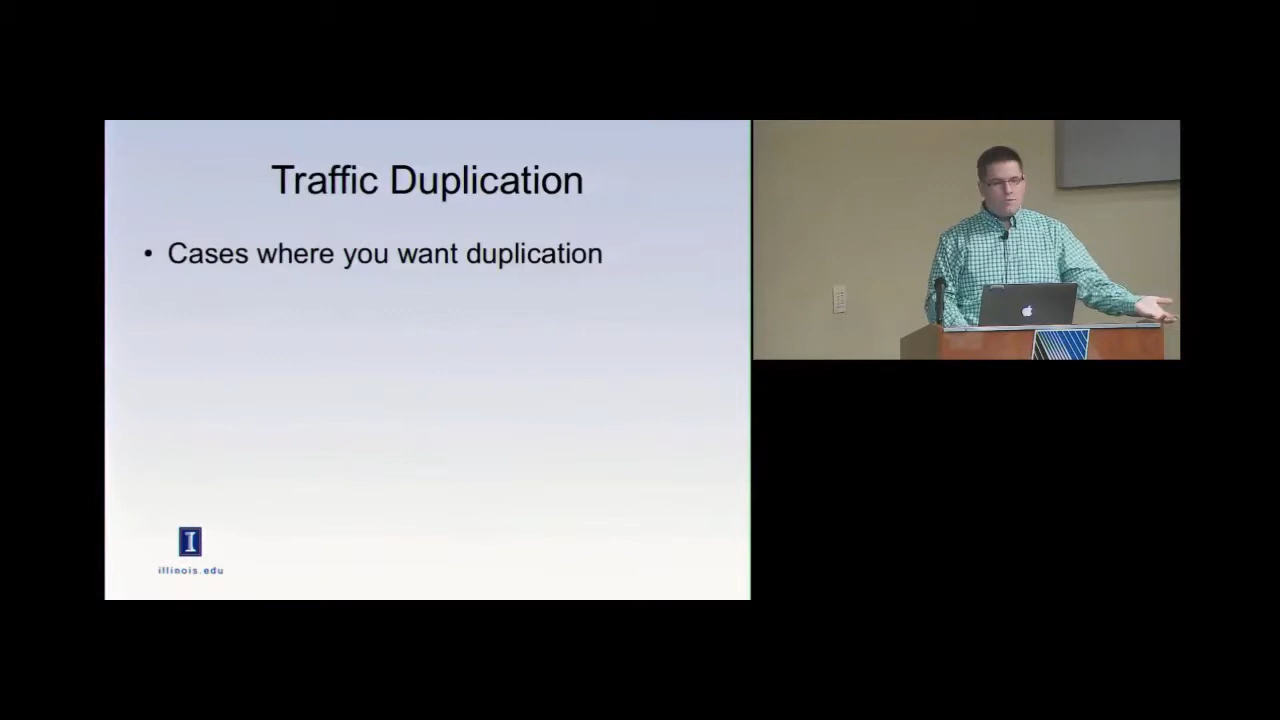 Traffic Duplication
• Cases where you want duplication
I
illinois.edu